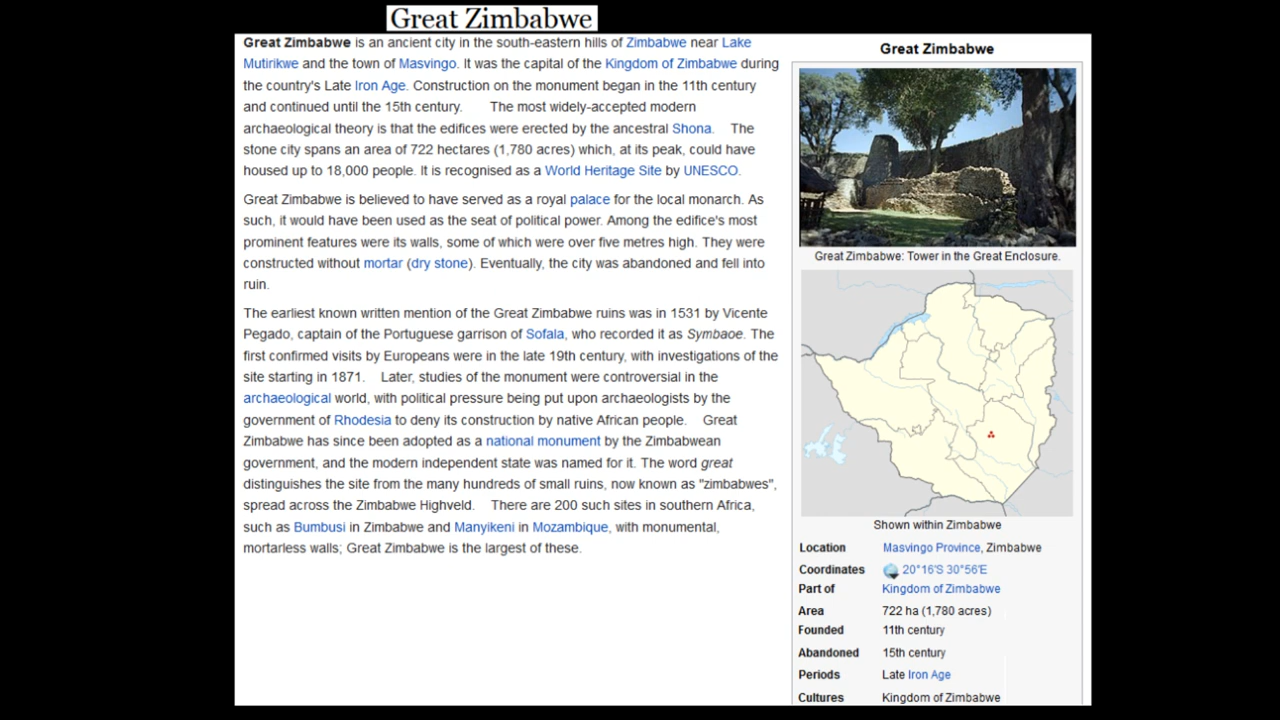 Great Zimbabwe
Great Zimbabwe is an ancient city in the south-eastern hills of Zimbabwe near Lake
Mutirikwe and the town of Masvingo. It was the capital of the Kingdom of Zimbabwe during
the country's Late Iron Age. Construction on the monument began in the 11th century
and continued until the 15th century. The most widely-accepted modern
archaeological theory is that the edifices were erected by the ancestral Shona. The
stone city spans an area of 722 hectares (1,780 acres) which, at its peak, could have
housed up to 18,000 people. It is recognised as a World Heritage Site by UNESCO.
Great Zimbabwe is believed to have served as a royal palace for the local monarch. As
such, it would have been used as the seat of political power. Among the edifice's most
prominent features were its walls, some of which were over five metres high. They were
constructed without mortar (dry stone). Eventually, the city was abandoned and fell into
ruin.
The earliest known written mention of the Great Zimbabwe ruins was in 1531 by Vicente
Pegado, captain of the Portuguese garrison of Sofala, who recorded it as Symbaoe. The
first confirmed visits by Europeans were in the late 19th century, with investigations of the
site starting in 1871. Later, studies of the monument were controversial in the
archaeological world, with political pressure being put upon archaeologists by the
government of Rhodesia to deny its construction by native African people. Great
Zimbabwe has since been adopted as a national monument by the Zimbabwean
government, and the modern independent state was named for it. The word great
distinguishes the site from the many hundreds of small ruins, now known as "zimbabwes",
spread across the Zimbabwe Highveld. There are 200 such sites in southern Africa,
such as Bumbusi in Zimbabwe and Manyikeni in Mozambique, with monumental,
mortarless walls; Great Zimbabwe is the largest of these.
Great Zimbabwe
Great Zimbabwe: Tower in the Great Enclosure.
Shown within Zimbabwe
Location Masvingo Province, Zimbabwe
Coordinates 20°16′S 30°56′E
Part of Kingdom of Zimbabwe
Area 722 ha (1,780 acres)
Founded 11th century
Abandoned 15th century
Periods Late Iron Age
Cultures Kingdom of Zimbabwe